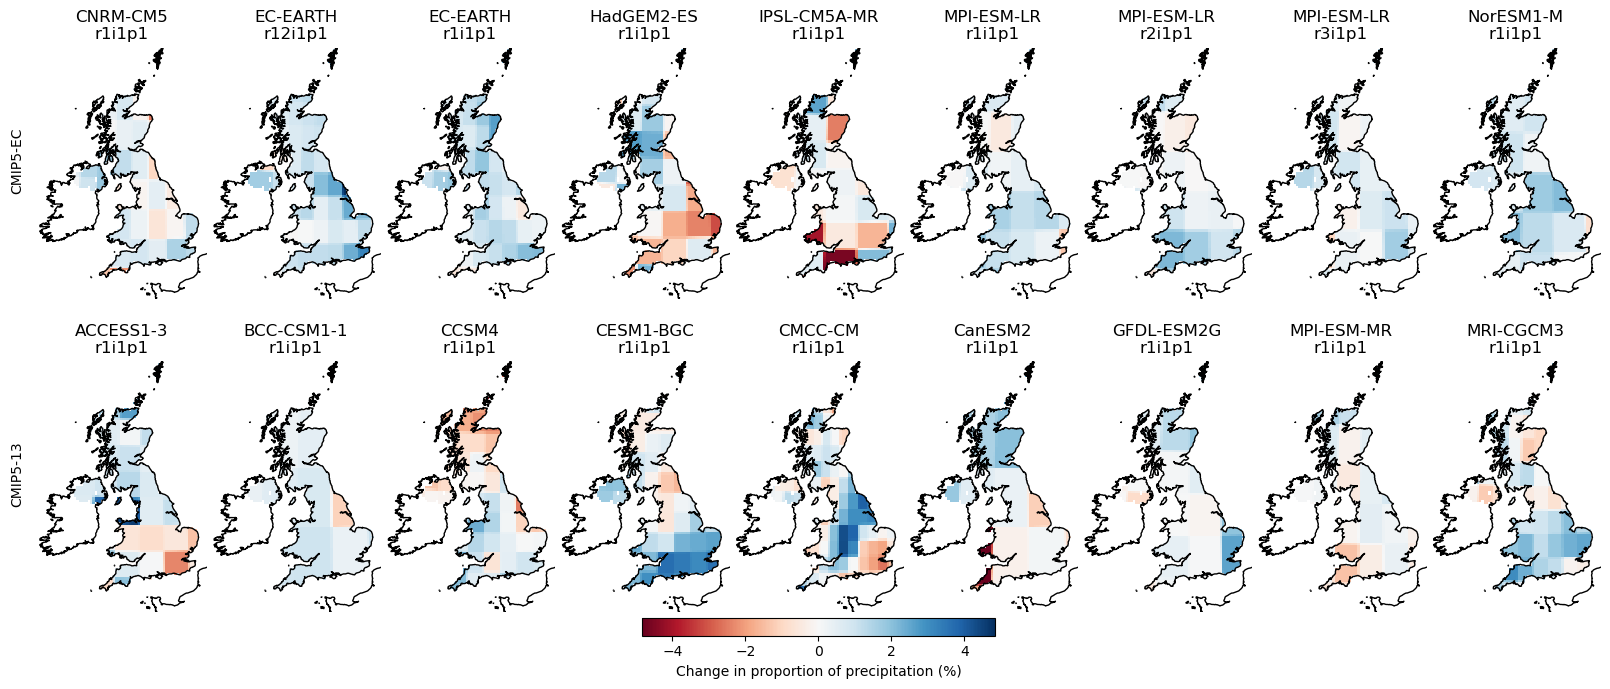 CNRM-CM5 EC-EARTH EC-EARTH HadGEM2-ES IPSL-CM5A-MR MPI-ESM-LR MPI-ESM-LR MPI-ESM-LR NorESM1-M
r1i1p1 r12i1p1 r1i1p1 r1i1p1 r1i1p1 r1i1p1 r2i1p1 r3i1p1 r1i1p1
CMIP5-EC
ACCESS1-3 BCC-CSM1-1 CCSM4 CESM1-BGC CMCC-CM CanESM2 GFDL-ESM2G MPI-ESM-MR MRI-CGCM3
r1i1p1 r1i1p1 r1i1p1 r1i1p1 r1i1p1 r1i1p1 r1i1p1 r1i1p1 r1i1p1
CMIP5-13
−4 −2 0 2 4
Change in proportion of precipitation (%)